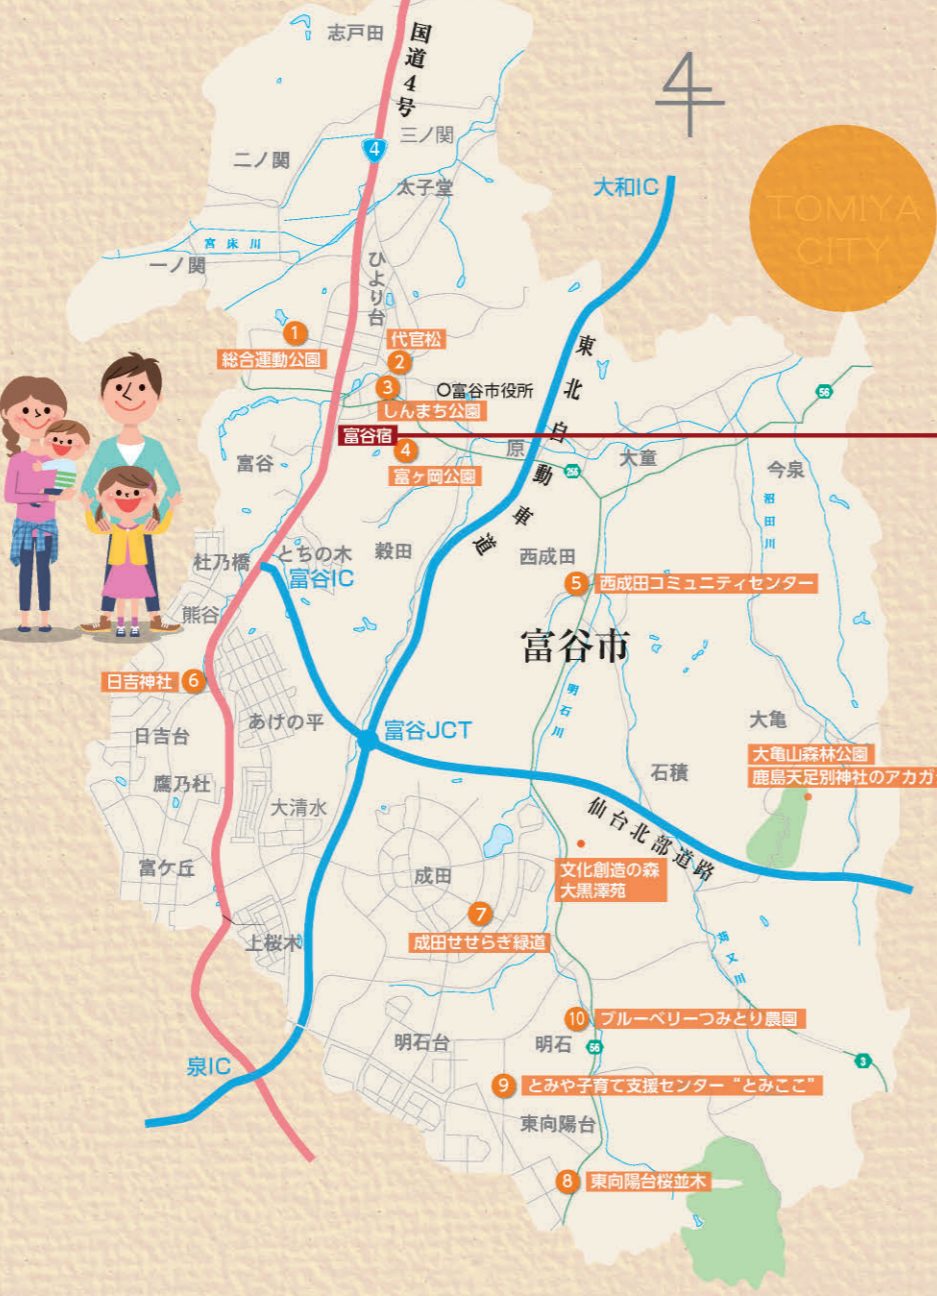 志戸田
国道4号
4
三ノ関
二ノ関
太子堂
大和IC
TOMIYA
CITY
宮床川
一ノ関
ひより台
1
総合運動公園
代官松
2
3
しんまち公園
富谷市役所
東北自動車道
56
富谷宿
4
富ヶ岡公園
原
大童
今泉
富谷
沼田川
杜乃橋
とちの木
富谷IC
穀田
西成田
5
西成田コミュニティセンター
熊谷
富谷市
日吉神社
6
明石川
あげの平
富谷JCT
大亀
日吉台
大亀山森林公園
鹿島天足別神社のアカガ
石積
鷹乃杜
大清水
仙台北部道路
富ケ丘
成田
文化創造の森
大黒澤苑
7
成田せせらぎ緑道
上桜木
10
ブルーベリーつみとり農園
明石台
明石
56
3
泉IC
9
とみや子育て支援センター“とみここ”
東向陽台
8
東向陽台桜並木